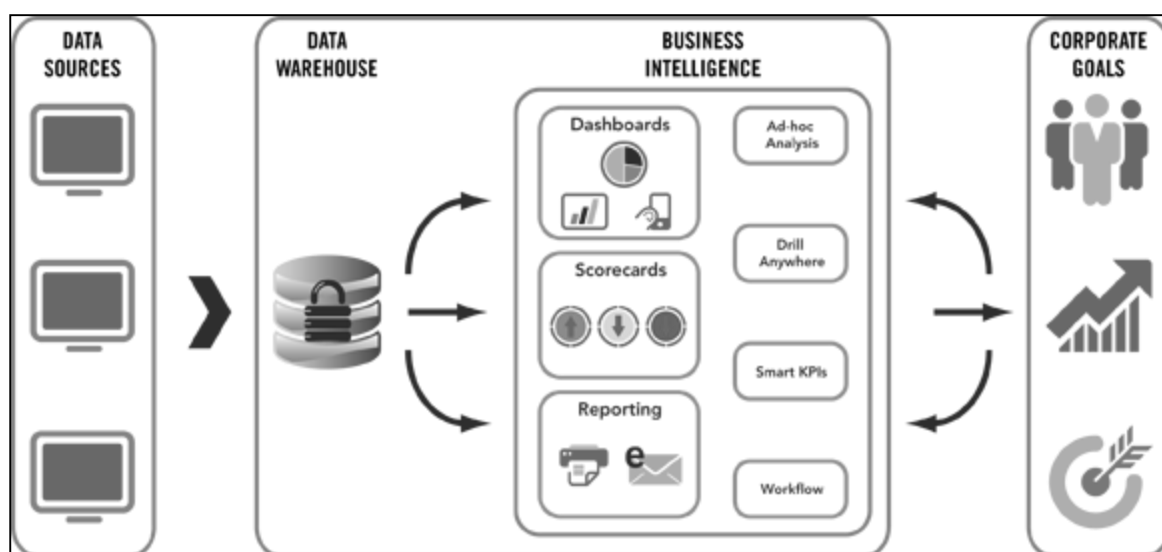 DATA
SOURCES
DATA
WAREHOUSE
BUSINESS
INTELLIGENCE
CORPORATE
GOALS
Dashboards
Ad-hoc
Analysis
Drill
Anywhere
Scorecards
Smart KPIs
Reporting
e
Workflow